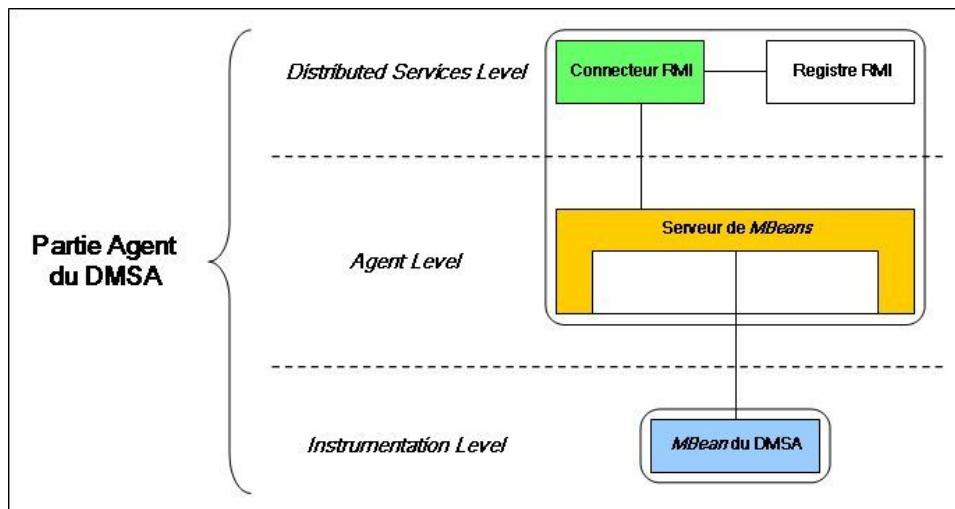 Distributed Services Level
Connecteur RMI
Registre RMI
Partie Agent
du DMSA
Agent Level
Serveur de MBeans
Instrumentation Level
MBean du DMSA